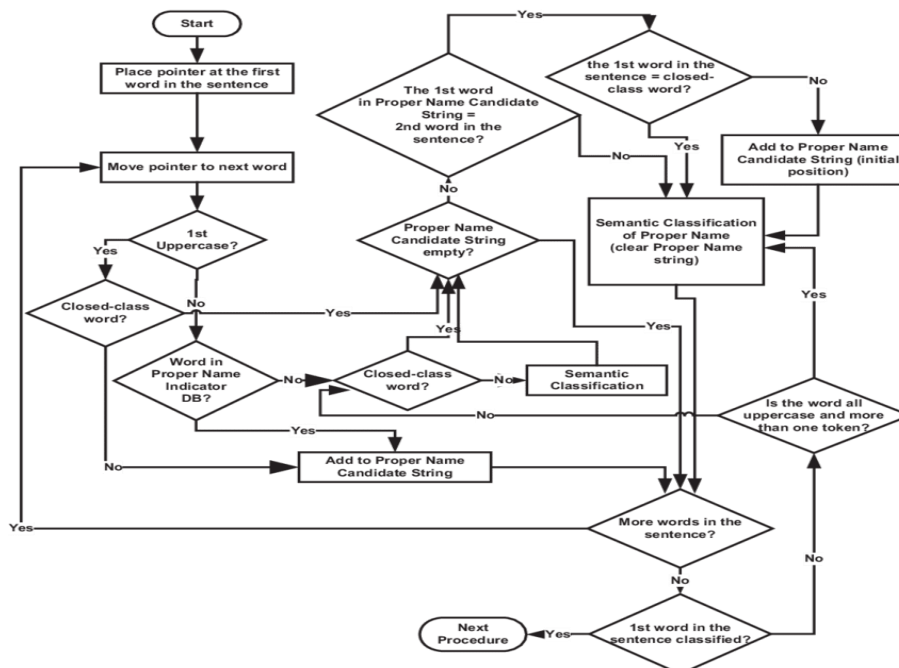 Start
Place pointer at the first
word in the sentence
Move pointer to next word
1st
Uppercase?
Yes
No
Closed-class
word?
Yes
No
Word in
Proper Name
Indicator
DB?
No
Yes
Closed-class
word?
Yes
No
Semantic
Classification
Add to Proper Name
Candidate String
Proper Name
Candidate String
empty?
No
Yes
The 1st word
in Proper Name Candidate
String =
2nd word in the
sentence?
Yes
No
the 1st word in the
sentence = closed-
class word?
No
Yes
Add to Proper Name
Candidate String (initial
position)
Semantic Classification
of Proper Name
(clear Proper Name
string)
Yes
Is the word all
uppercase and more
than one token?
No
More words in the
sentence?
Yes
No
1st word in the
sentence classified?
No
Yes
Next
Procedure